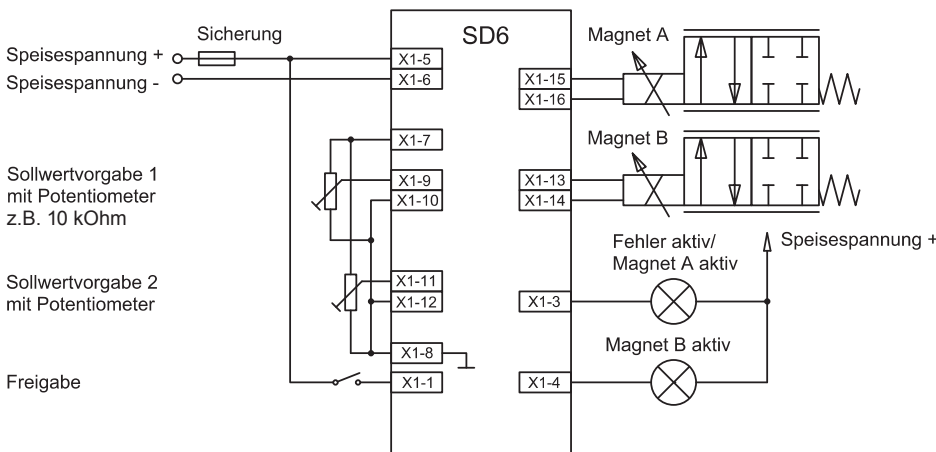 SD6
Sicherung
Speisespannung +
Speisespannung -
X1-5
X1-6
X1-7
Sollwertvorgabe 1
mit Potentiometer
z.B. 10 kOhm
X1-9
X1-10
Sollwertvorgabe 2
mit Potentiometer
X1-11
X1-12
X1-8
Freigabe
X1-1
Magnet A
X1-15
X1-16
Magnet B
X1-13
X1-14
Fehler aktiv/
Magnet A aktiv
Speisespannung +
X1-3
Magnet B aktiv
X1-4